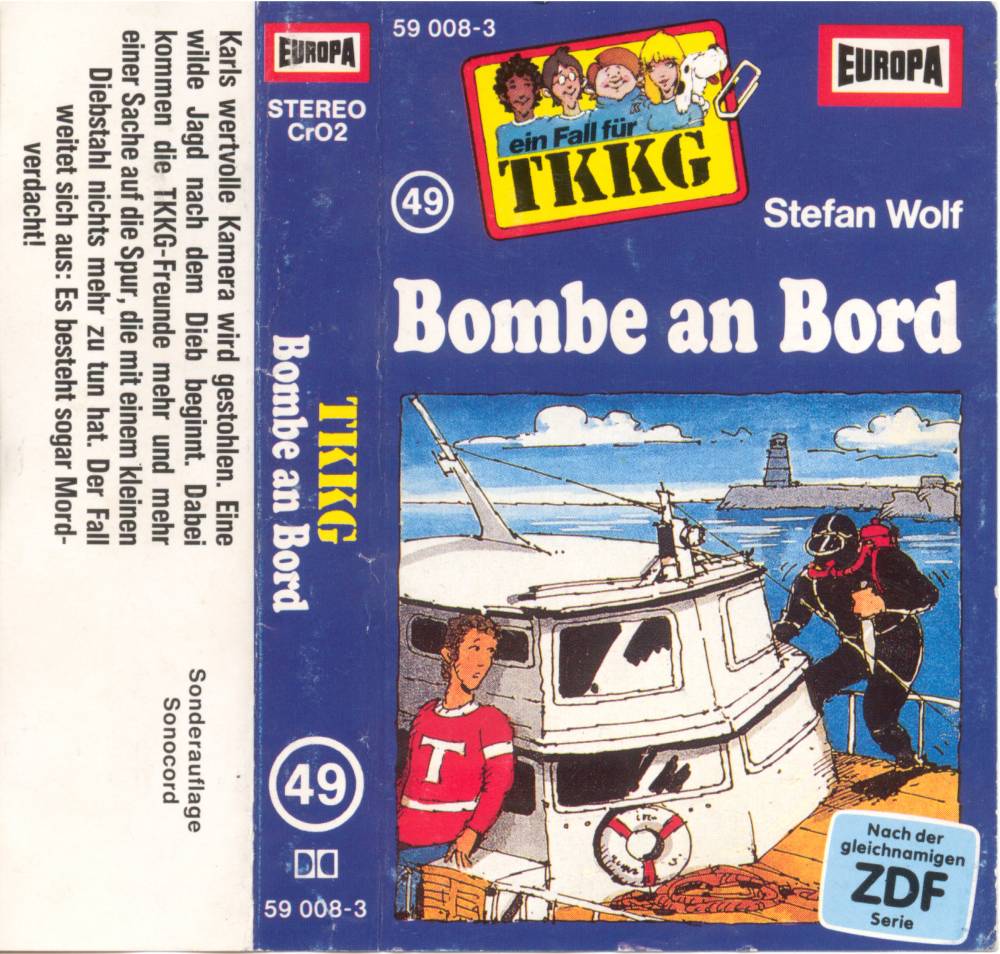 Karls wertvolle Kamera wird gestohlen. Eine
wilde Jagd nach dem Dieb beginnt. Dabei
kommen die TKKG-Freunde mehr und mehr
einer Sache auf die Spur, die mit einem kleinen
Diebstahl nichts mehr zu tun hat. Der Fall
weitet sich aus: Es besteht sogar Mord-
verdacht!
Sonderauflage
Sonocord
EUROPA
STEREO
CrO2
TKKG
Bombe an Bord
49
59 008-3
59 008-3
ein Fall für
TKKG
EUROPA
49
Stefan Wolf
Bombe an Bord
T
Nach der
gleichnamigen
ZDF
Serie